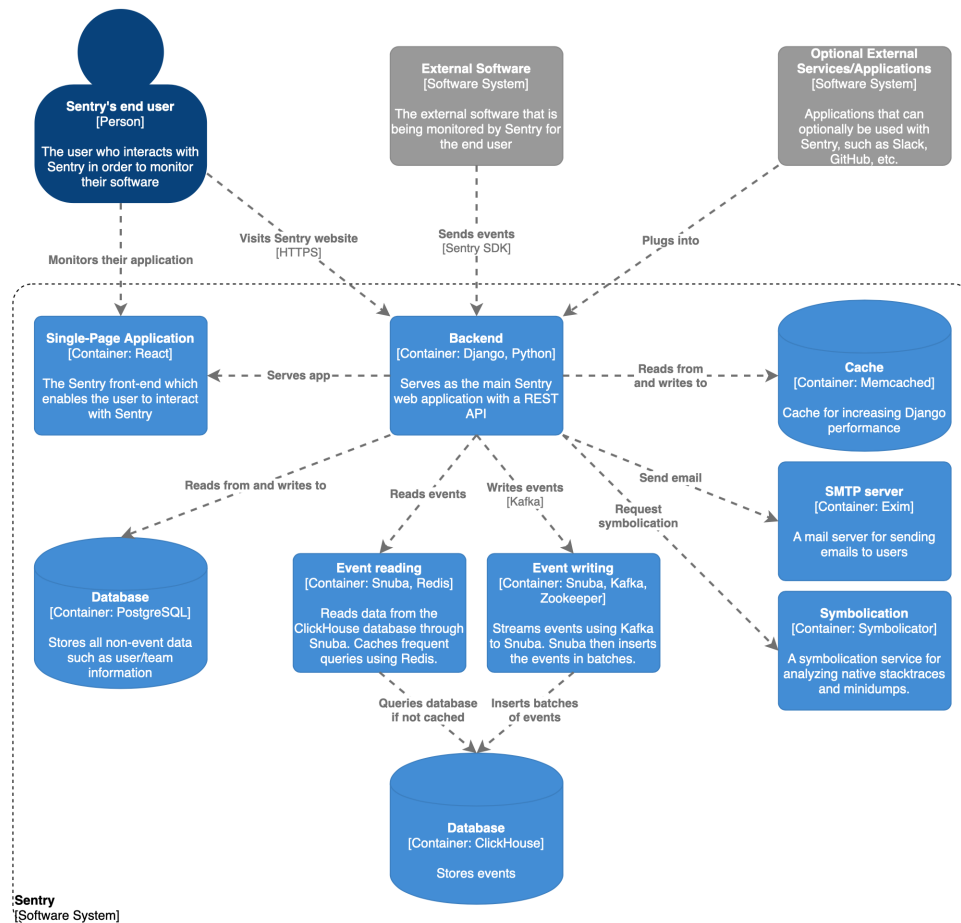 Sentry's end user
[Person]
The user who interacts with
Sentry in order to monitor
their software
External Software
[Software System]
The external software that is
being monitored by Sentry for
the end user
Optional External
Services/Applications
[Software System]
Applications that can
optionally be used with
Sentry, such as Slack,
GitHub, etc.
Monitors their application
Visits Sentry website
[HTTPS]
Sends events
[Sentry SDK]
Plugs into
Single-Page Application
[Container: React]
The Sentry front-end which
enables the user to interact
with Sentry
Serves app
Backend
[Container: Django, Python]
Serves as the main Sentry
web application with a REST
API
Reads from
and writes to
Cache
[Container: Memcached]
Cache for increasing Django
performance
Reads from and writes to
Reads events
Writes events
[Kafka]
Send email
Request
symbolication
SMTP server
[Container: Exim]
A mail server for sending
emails to users
Database
[Container: PostgreSQL]
Stores all non-event data
such as user/team
information
Event reading
[Container: Snuba, Redis]
Reads data from the
ClickHouse database through
Snuba. Caches frequent
queries using Redis.
Event writing
[Container: Snuba, Kafka,
Zookeeper]
Streams events using Kafka
to Snuba. Snuba then inserts
the events in batches.
Symbolication
[Container: Symbolicator]
A symbolication service for
analyzing native stacktraces
and minidumps.
Queries database
if not cached
Inserts batches
of events
Database
[Container: ClickHouse]
Stores events
Sentry
[Software System]